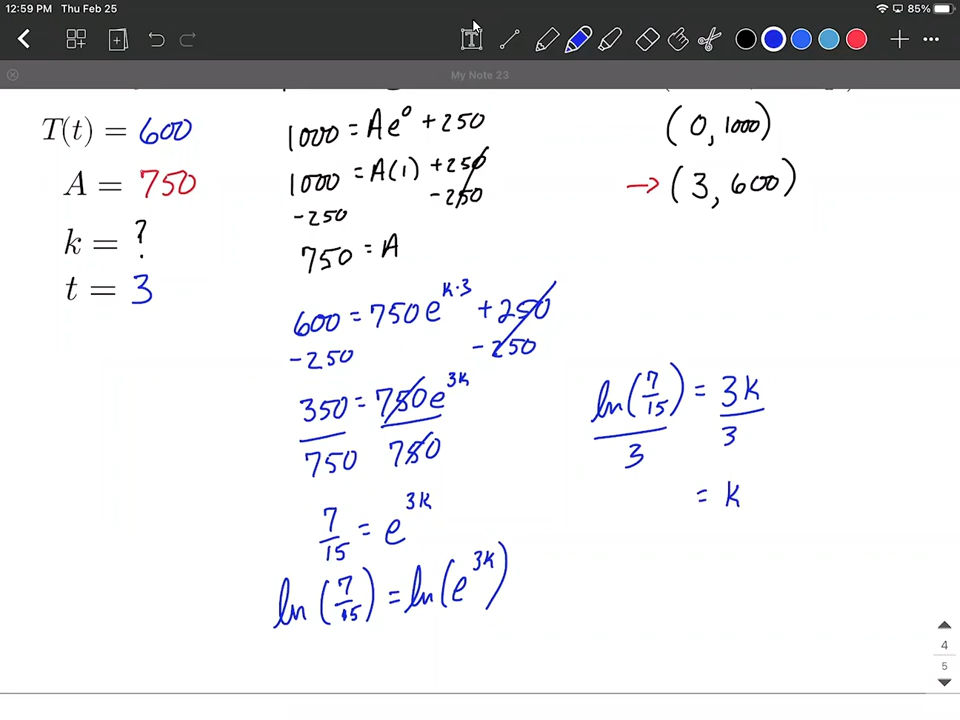 12:59 PM Thu Feb 25
85%
My Note 23
T(t) = 600
A = 750
k = ?
t = 3
1000 = Ae^0 + 250
1000 = A(1) + 250
-250 -250
750 = A
600 = 750e^{k·3} + 250
-250 -250
350 = 750e^{3k}
750 750
7/15 = e^{3k}
ln(7/15) = ln(e^{3k})
(0, 1000)
→ (3, 600)
ln(7/15) = 3k
3 3
= k
4
5